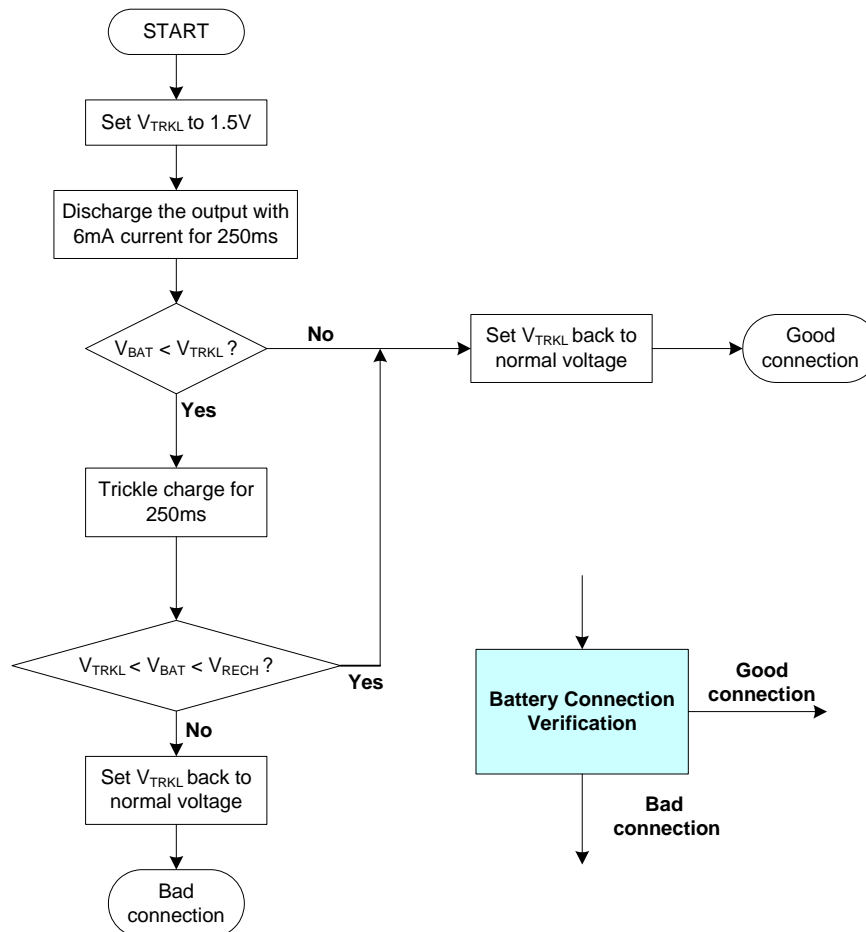 START
Set VTRKL to 1.5V
Discharge the output with
6mA current for 250ms
VBAT < VTRKL ?
No
Set VTRKL back to
normal voltage
Good
connection
Yes
Trickle charge for
250ms
VTRKL < VBAT < VRECH ?
Yes
No
Set VTRKL back to
normal voltage
Bad
connection
Battery Connection
Verification
Good
connection
Bad
connection